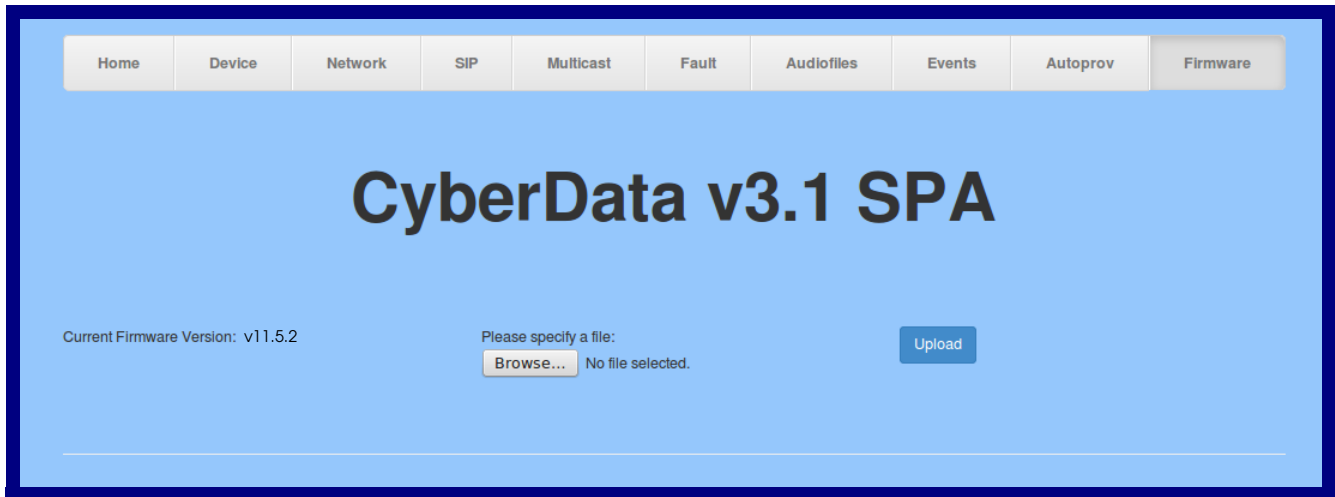 Home Device Network SIP Multicast Fault Audiofiles Events Autoprov Firmware
CyberData v3.1 SPA
Current Firmware Version: v11.5.2
Please specify a file:
Browse... No file selected.
Upload